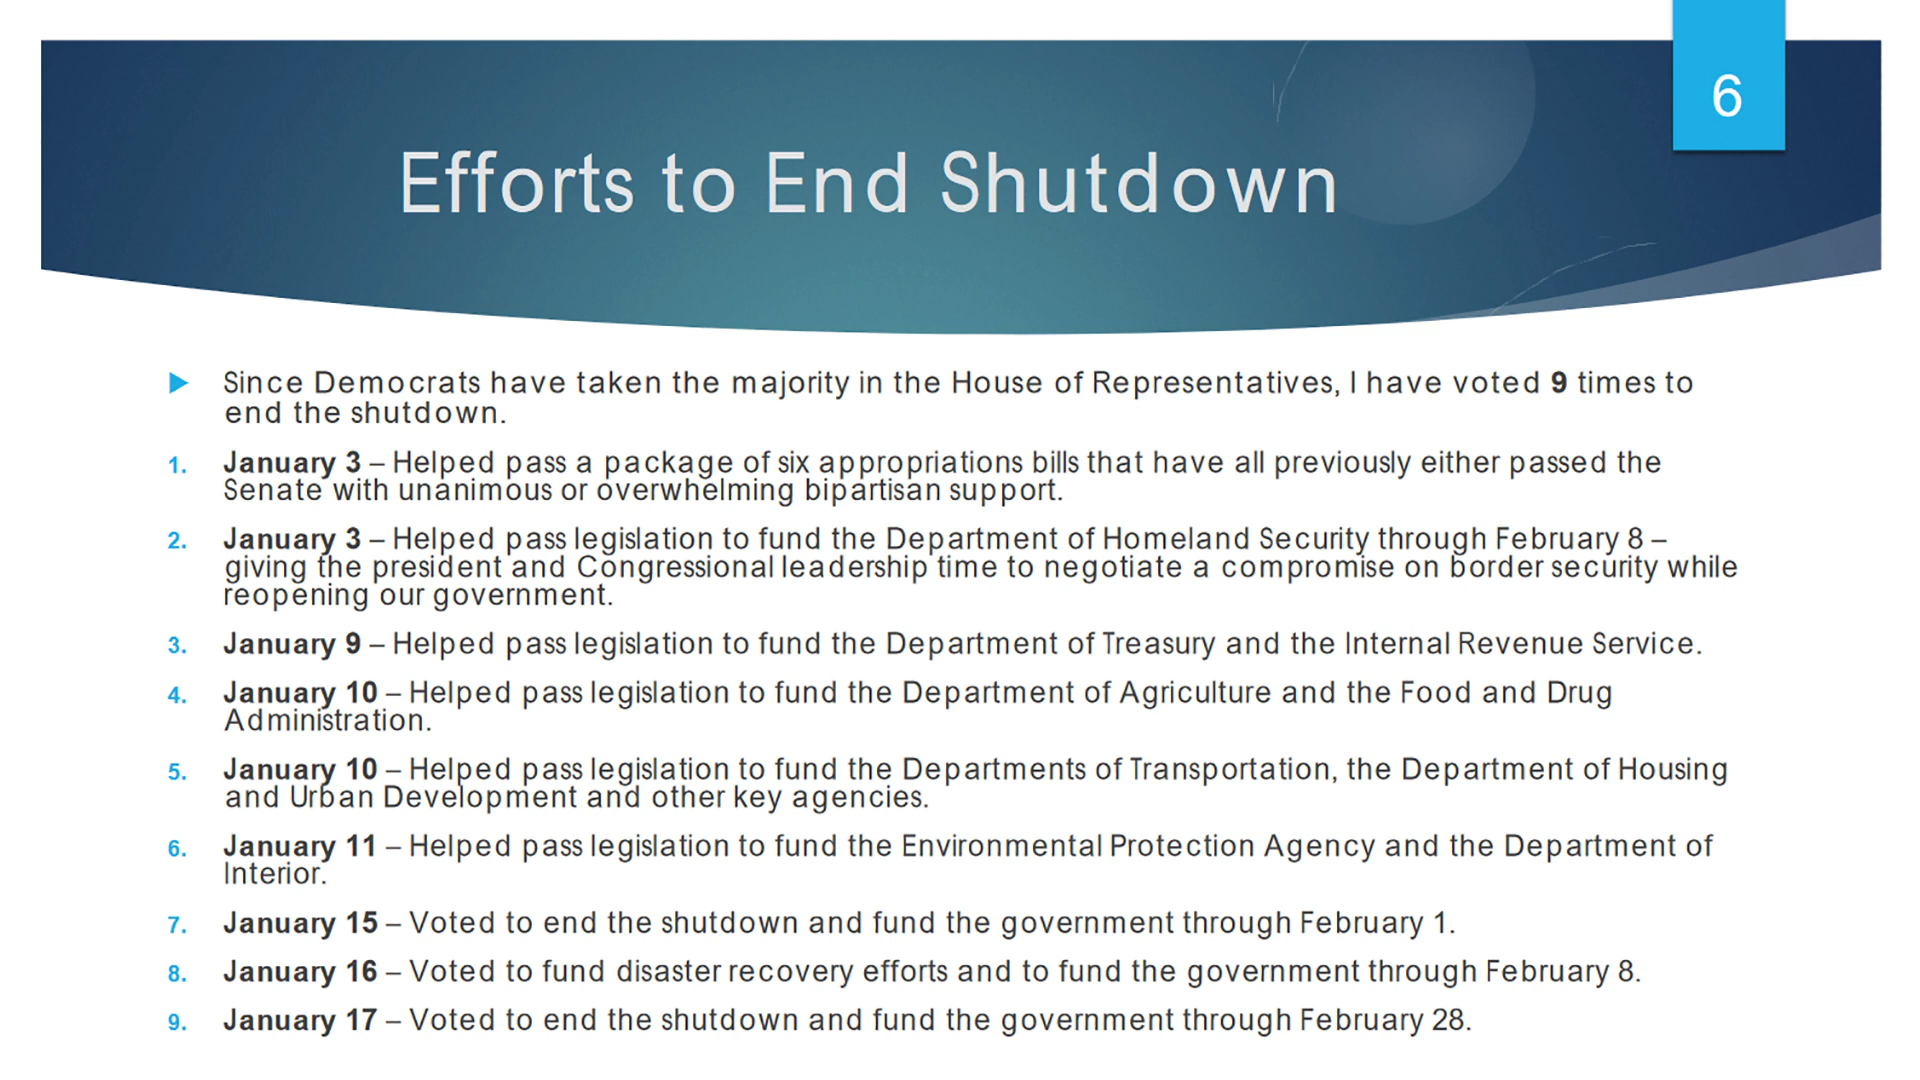 6
Efforts to End Shutdown
▶ Since Democrats have taken the majority in the House of Representatives, I have voted 9 times to
end the shutdown.
1. January 3 – Helped pass a package of six appropriations bills that have all previously either passed the
Senate with unanimous or overwhelming bipartisan support.
2. January 3 – Helped pass legislation to fund the Department of Homeland Security through February 8 –
giving the president and Congressional leadership time to negotiate a compromise on border security while
reopening our government.
3. January 9 – Helped pass legislation to fund the Department of Treasury and the Internal Revenue Service.
4. January 10 – Helped pass legislation to fund the Department of Agriculture and the Food and Drug
Administration.
5. January 10 – Helped pass legislation to fund the Departments of Transportation, the Department of Housing
and Urban Development and other key agencies.
6. January 11 – Helped pass legislation to fund the Environmental Protection Agency and the Department of
Interior.
7. January 15 – Voted to end the shutdown and fund the government through February 1.
8. January 16 – Voted to fund disaster recovery efforts and to fund the government through February 8.
9. January 17 – Voted to end the shutdown and fund the government through February 28.